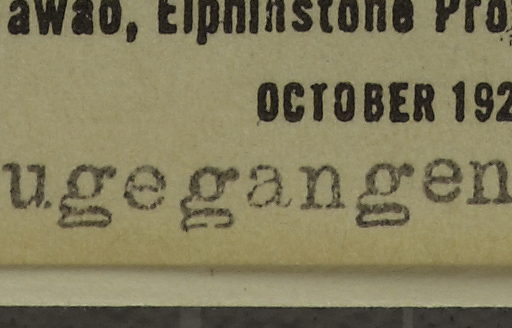 awao, Elphinstone Pro
OCTOBER 192
ugegangen